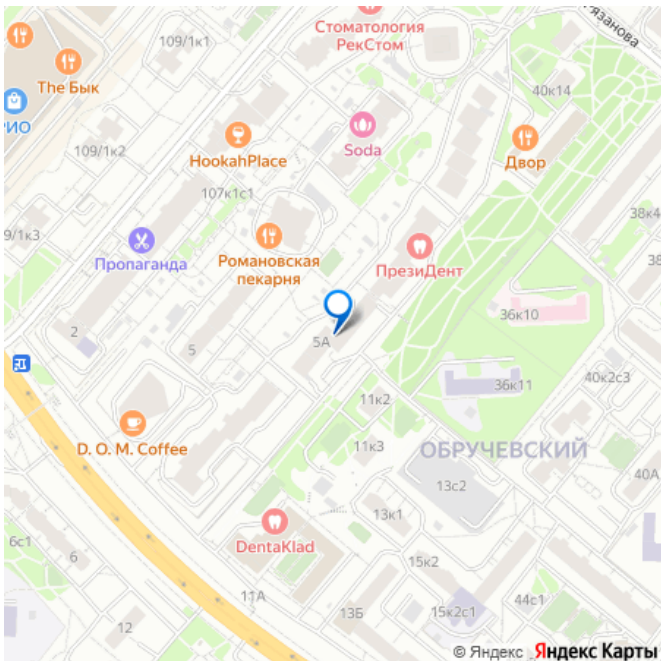 Стоматология
РекСтом
язанова
109/1к1
The Бык
40к14
РИО
HookahPlace
Soda
Двор
109/1к2
107к1с1
38к4
9/1к3
Пропаганда
Романовская
пекарня
ПрезиДент
38
2
5
5А
36к10
36к11
40к2с3
11к2
D. O. M. Coffee
11к3
ОБРУЧЕВСКИЙ
40А
13с2
13к1
DentaKlad
6с1
6
15к2
11А
13Б
15к2с1
44с1
12
© Яндекс Яндекс Карты